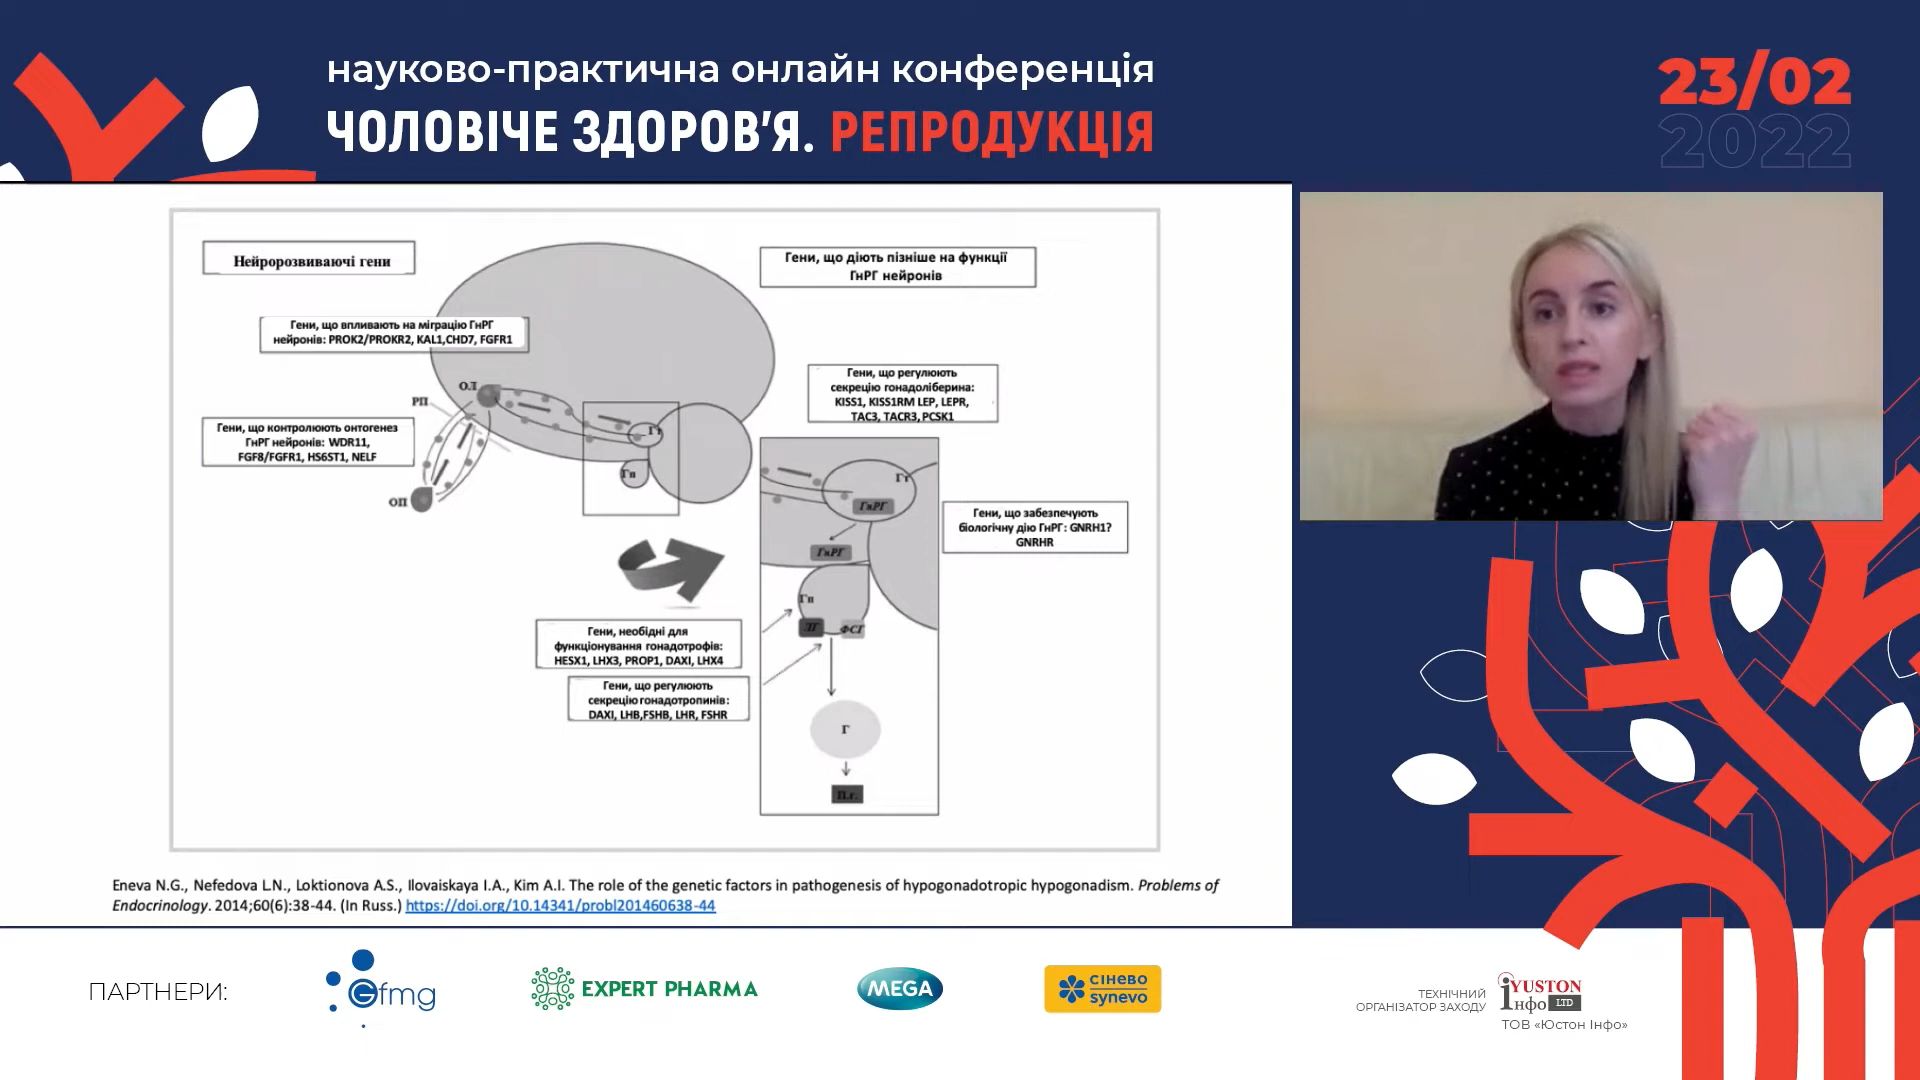 науково-практична онлайн конференція
ЧОЛОВІЧЕ ЗДОРОВ'Я. РЕПРОДУКЦІЯ
23/02
2022
Нейророзвиваючі гени
Гени, що діють пізніше на функції
ГнРГ нейронів
Гени, що впливають на міграцію ГнРГ
нейронів: PROK2/PROKR2, KAL1,CHD7, FGFR1
Гени, що регулюють
секрецію гонадоліберина:
KISS1, KISS1RM LEP, LEPR,
TAC3, TACR3, PCSK1
ОЛ
РП
Гени, що контролюють онтогенез
ГнРГ нейронів: WDR11,
FGF8/FGFR1, HS6ST1, NELF
ОП
Гт
Гп
Гт
ГнРГ
ГнРГ
Гени, що забезпечують
біологічну дію ГнРГ: GNRH1?
GNRHR
Гп
ЛГ
ФСГ
Гени, необідні для
функціонування гонадотрофів:
HESX1, LHX3, PROP1, DAXI, LHX4
Гени, що регулюють
секрецію гонадотропинів:
DAXI, LHB,FSHB, LHR, FSHR
Г
П.г.
Eneva N.G., Nefedova L.N., Loktionova A.S., Ilovaiskaya I.A., Kim A.I. The role of the genetic factors in pathogenesis of hypogonadotropic hypogonadism. Problems of
Endocrinology. 2014;60(6):38-44. (In Russ.) https://doi.org/10.14341/probl201460638-44
ПАРТНЕРИ:
Gfmg
EXPERT PHARMA
MEGA
сінево
synevo
ТЕХНІЧНИЙ
ОРГАНІЗАТОР ЗАХОДУ
YUSTON
інфо LTD
ТОВ «Юстон Інфо»